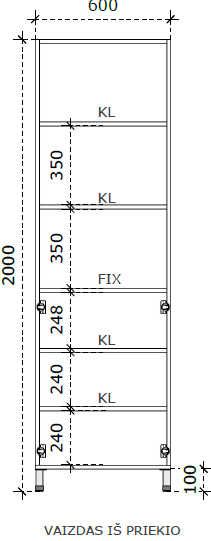 600
KL
350
KL
350
FIX
2000
248
KL
240
KL
240
100
VAIZDAS IŠ PRIEKIO